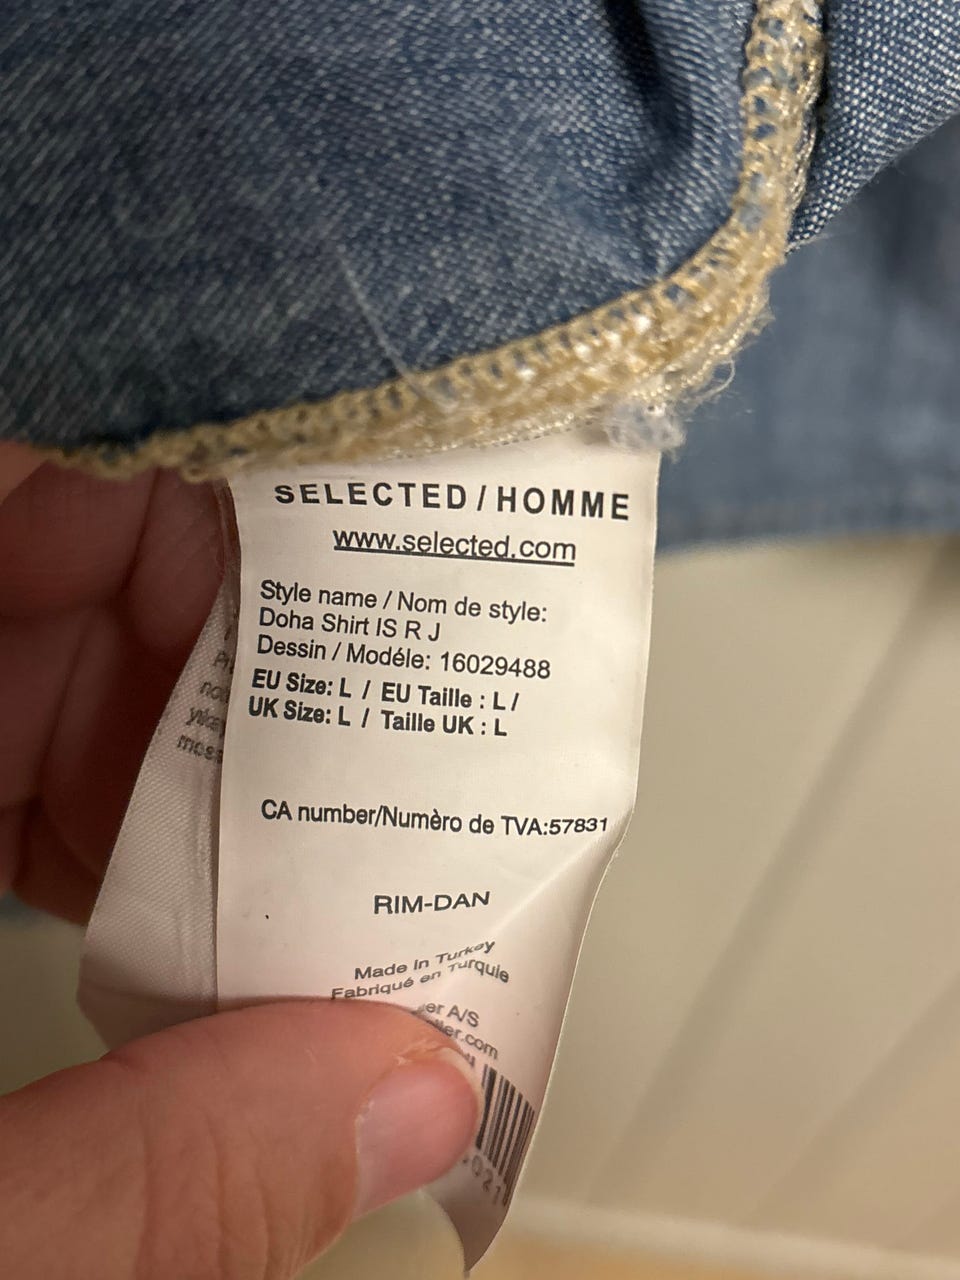 SELECTED / HOMME
www.selected.com
Style name / Nom de style:
Doha Shirt IS R J
Dessin / Modéle: 16029488
EU Size: L / EU Taille : L /
UK Size: L / Taille UK : L
CA number/Numèro de TVA:57831
RIM-DAN
Made in Turkey
Fabriqué en Turquie
A/S